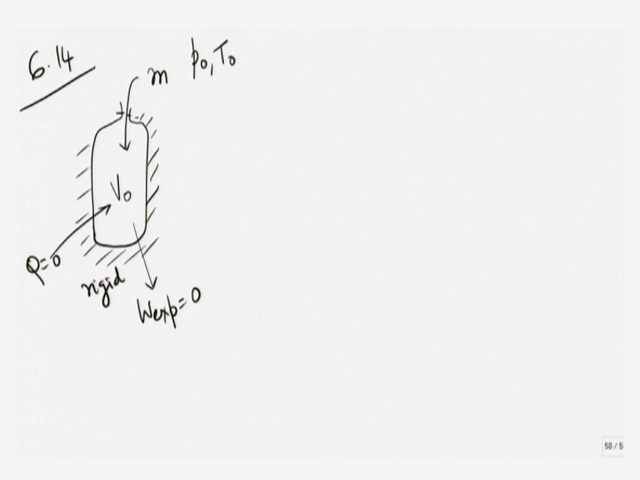 6.14
m p₀, T₀
V₀
Q=0
rigid
Wexp=0
58 / 5